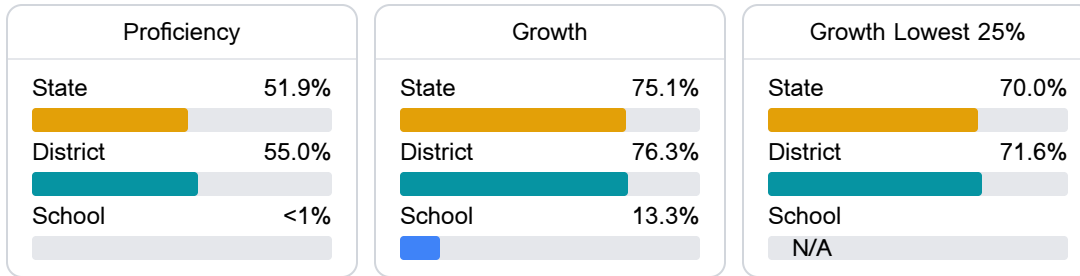 Proficiency
State 51.9%
District 55.0%
School <1%
Growth
State 75.1%
District 76.3%
School 13.3%
Growth Lowest 25%
State 70.0%
District 71.6%
School
N/A